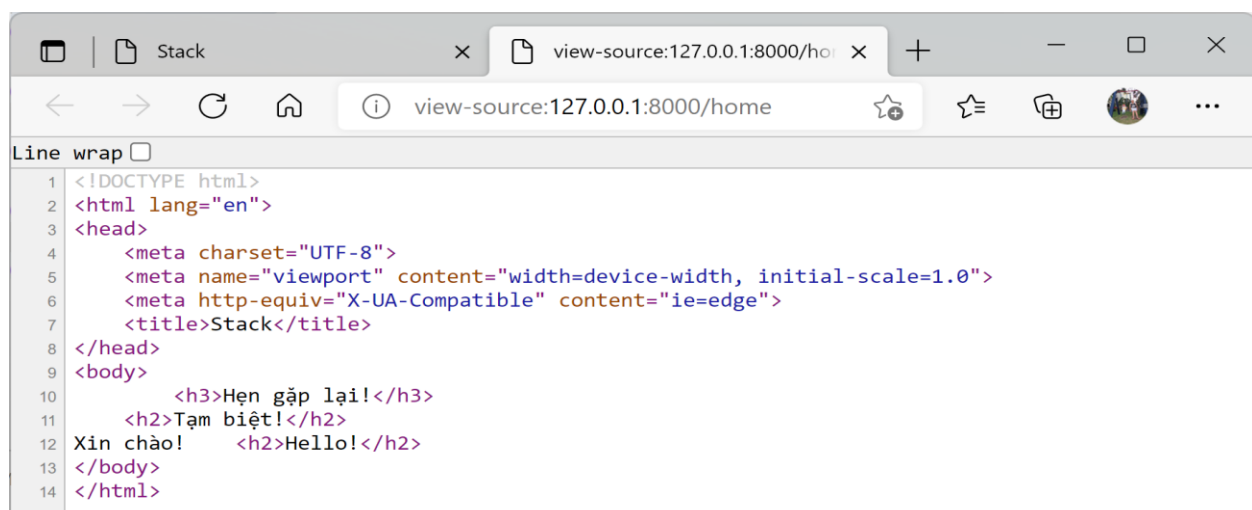 Stack
view-source:127.0.0.1:8000/ho
view-source:127.0.0.1:8000/home
Line wrap
1 <!DOCTYPE html>
2 <html lang="en">
3 <head>
4     <meta charset="UTF-8">
5     <meta name="viewport" content="width=device-width, initial-scale=1.0">
6     <meta http-equiv="X-UA-Compatible" content="ie=edge">
7     <title>Stack</title>
8 </head>
9 <body>
10         <h3>Hẹn gặp lại!</h3>
11     <h2>Tạm biệt!</h2>
12 Xin chào!    <h2>Hello!</h2>
13 </body>
14 </html>